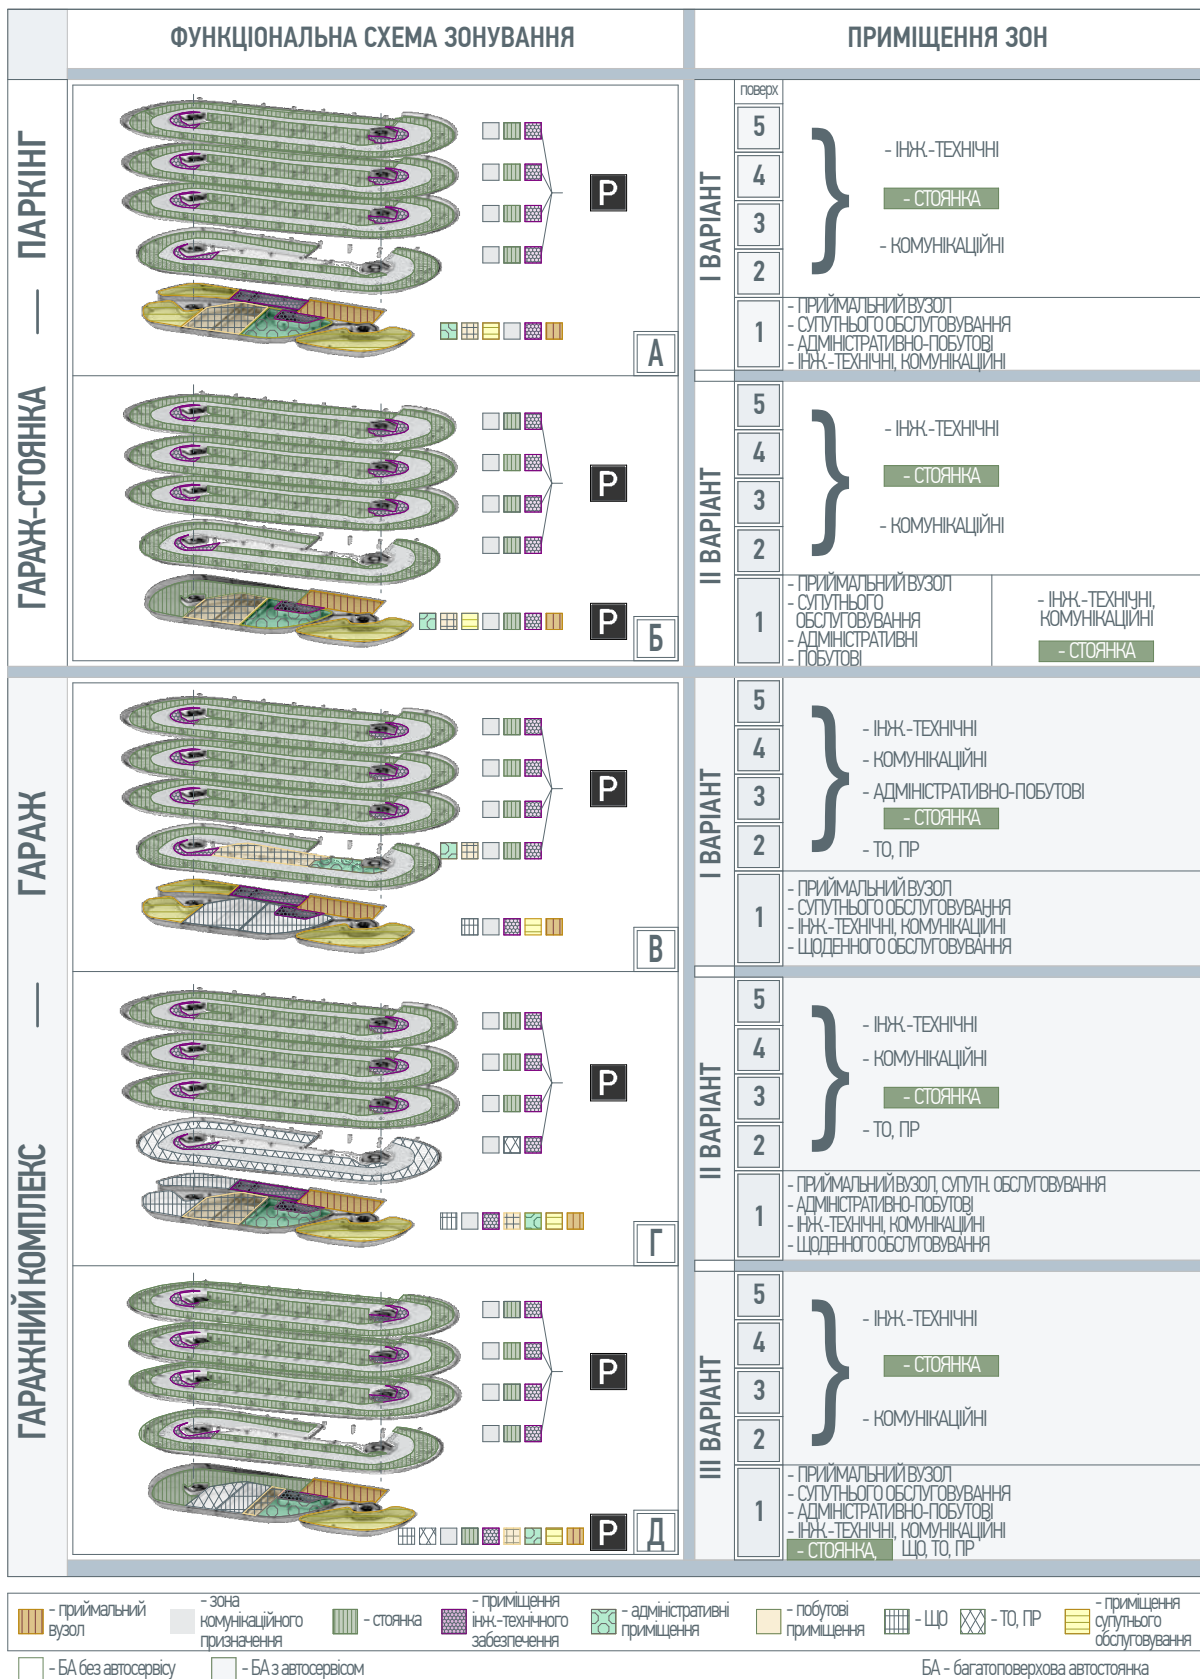 ФУНКЦІОНАЛЬНА СХЕМА ЗОНУВАННЯ
ПРИМІЩЕННЯ ЗОН
ГАРАЖ-СТОЯНКА — ПАРКІНГ
P
А
I ВАРІАНТ
поверх
5
4
3
2
- ІНЖ.-ТЕХНІЧНІ
- СТОЯНКА
- КОМУНІКАЦІЙНІ
1
- ПРИЙМАЛЬНИЙ ВУЗОЛ
- СУПУТНЬОГО ОБСЛУГОВУВАННЯ
- АДМІНІСТРАТИВНО-ПОБУТОВІ
- ІНЖ.-ТЕХНІЧНІ, КОМУНІКАЦІЙНІ
P
P
Б
II ВАРІАНТ
5
4
3
2
- ІНЖ.-ТЕХНІЧНІ
- СТОЯНКА
- КОМУНІКАЦІЙНІ
1
- ПРИЙМАЛЬНИЙ ВУЗОЛ
- СУПУТНЬОГО
ОБСЛУГОВУВАННЯ
- АДМІНІСТРАТИВНІ
- ПОБУТОВІ
- ІНЖ.-ТЕХНІЧНІ,
КОМУНІКАЦІЙНІ
- СТОЯНКА
ГАРАЖНИЙ КОМПЛЕКС — ГАРАЖ
P
В
I ВАРІАНТ
5
4
3
2
- ІНЖ.-ТЕХНІЧНІ
- КОМУНІКАЦІЙНІ
- АДМІНІСТРАТИВНО-ПОБУТОВІ
- СТОЯНКА
- ТО, ПР
1
- ПРИЙМАЛЬНИЙ ВУЗОЛ
- СУПУТНЬОГО ОБСЛУГОВУВАННЯ
- ІНЖ.-ТЕХНІЧНІ, КОМУНІКАЦІЙНІ
- ЩОДЕННОГО ОБСЛУГОВУВАННЯ
P
Г
II ВАРІАНТ
5
4
3
2
- ІНЖ.-ТЕХНІЧНІ
- КОМУНІКАЦІЙНІ
- СТОЯНКА
- ТО, ПР
1
- ПРИЙМАЛЬНИЙ ВУЗОЛ, СУПУТН. ОБСЛУГОВУВАННЯ
- АДМІНІСТРАТИВНО-ПОБУТОВІ
- ІНЖ.-ТЕХНІЧНІ, КОМУНІКАЦІЙНІ
- ЩОДЕННОГО ОБСЛУГОВУВАННЯ
P
P
Д
III ВАРІАНТ
5
4
3
2
- ІНЖ.-ТЕХНІЧНІ
- СТОЯНКА
- КОМУНІКАЦІЙНІ
1
- ПРИЙМАЛЬНИЙ ВУЗОЛ
- СУПУТНЬОГО ОБСЛУГОВУВАННЯ
- АДМІНІСТРАТИВНО-ПОБУТОВІ
- ІНЖ.-ТЕХНІЧНІ, КОМУНІКАЦІЙНІ
- СТОЯНКА, ЩО, ТО, ПР
- приймальний
вузол
- зона
комунікаційного
призначення
- стоянка
- приміщення
інж.-технічного
забезпечення
- адміністративні
приміщення
- побутові
приміщення
- ЩО
- ТО, ПР
- приміщення
супутнього
обслуговування
- БА без автосервісу
- БА з автосервісом
БА - багатоповерхова автостоянка